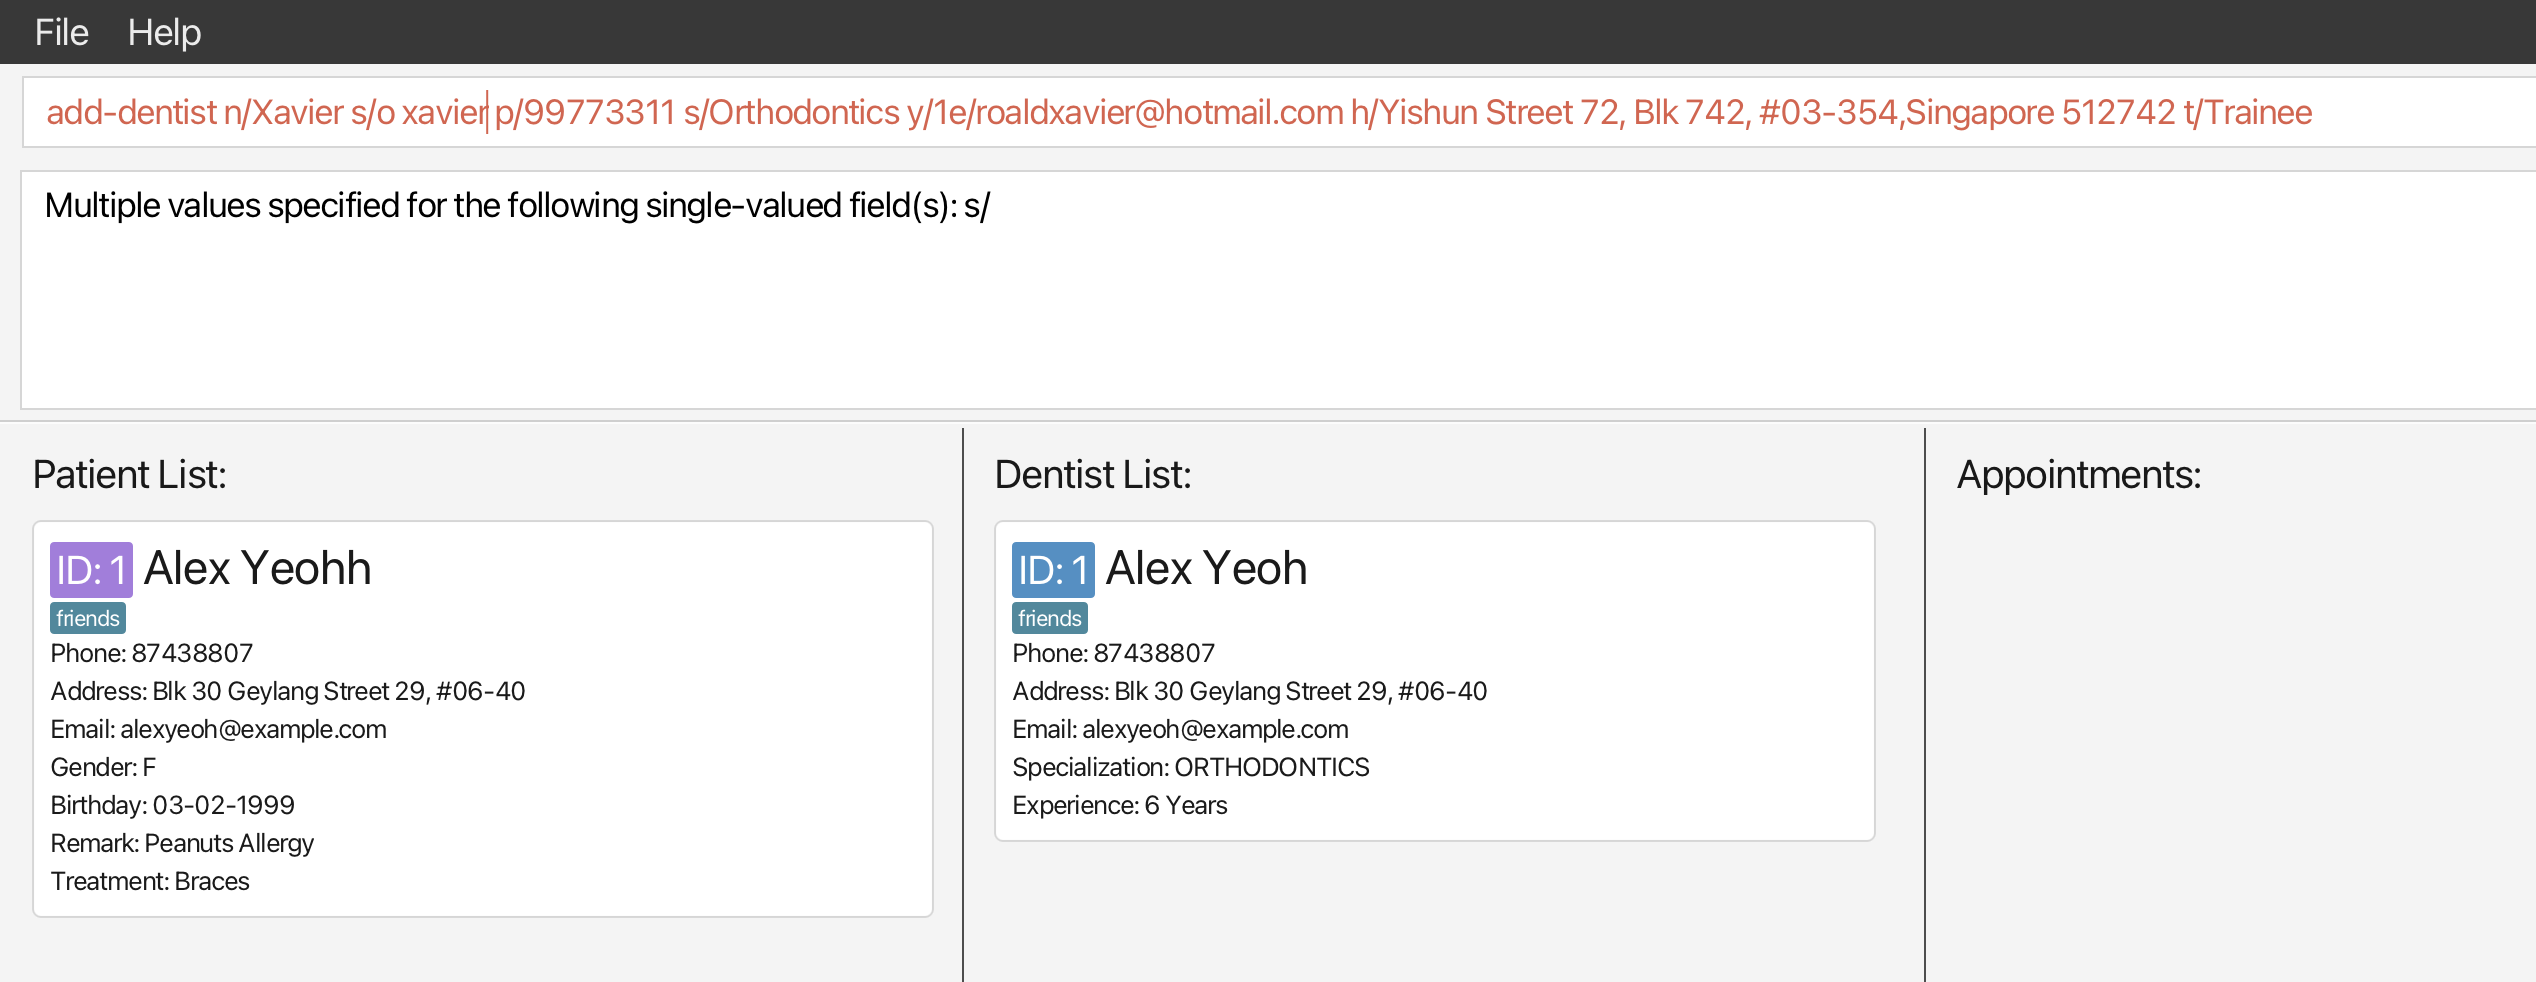 File Help
add-dentist n/Xavier s/o xavier p/99773311 s/Orthodontics y/1e/roaldxavier@hotmail.com h/Yishun Street 72, Blk 742, #03-354,Singapore 512742 t/Trainee
Multiple values specified for the following single-valued field(s): s/
Patient List:
ID: 1 Alex Yeohh
friends
Phone: 87438807
Address: Blk 30 Geylang Street 29, #06-40
Email: alexyeoh@example.com
Gender: F
Birthday: 03-02-1999
Remark: Peanuts Allergy
Treatment: Braces
Dentist List:
ID: 1 Alex Yeoh
friends
Phone: 87438807
Address: Blk 30 Geylang Street 29, #06-40
Email: alexyeoh@example.com
Specialization: ORTHODONTICS
Experience: 6 Years
Appointments: